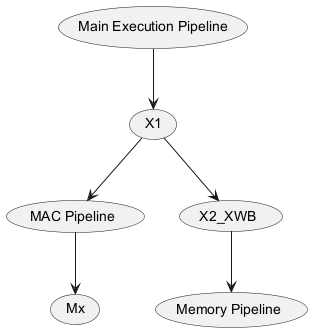 Main Execution Pipeline
X1
MAC Pipeline
X2_XWB
Mx
Memory Pipeline